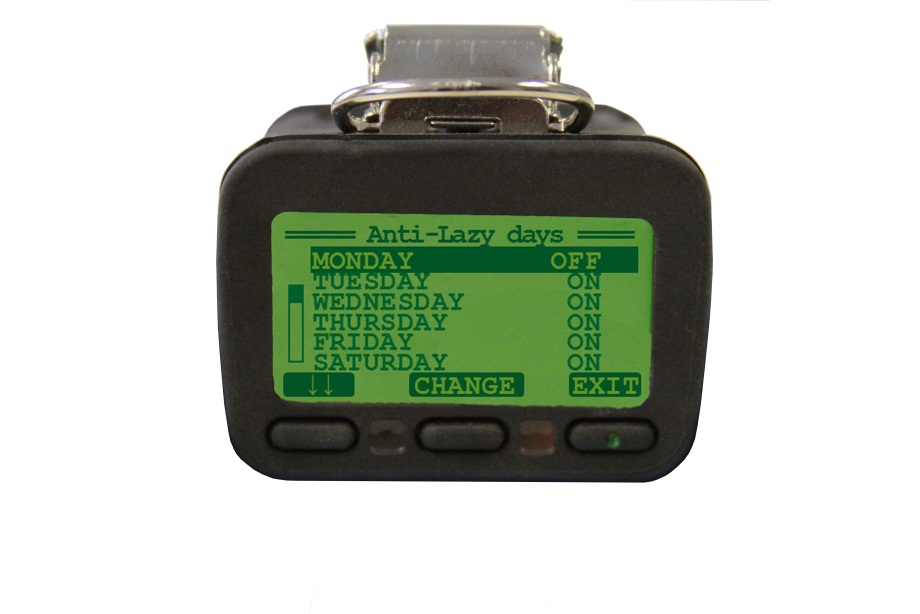 Anti-Lazy days
MONDAY OFF
TUESDAY ON
WEDNESDAY ON
THURSDAY ON
FRIDAY ON
SATURDAY ON
↓↓ CHANGE EXIT